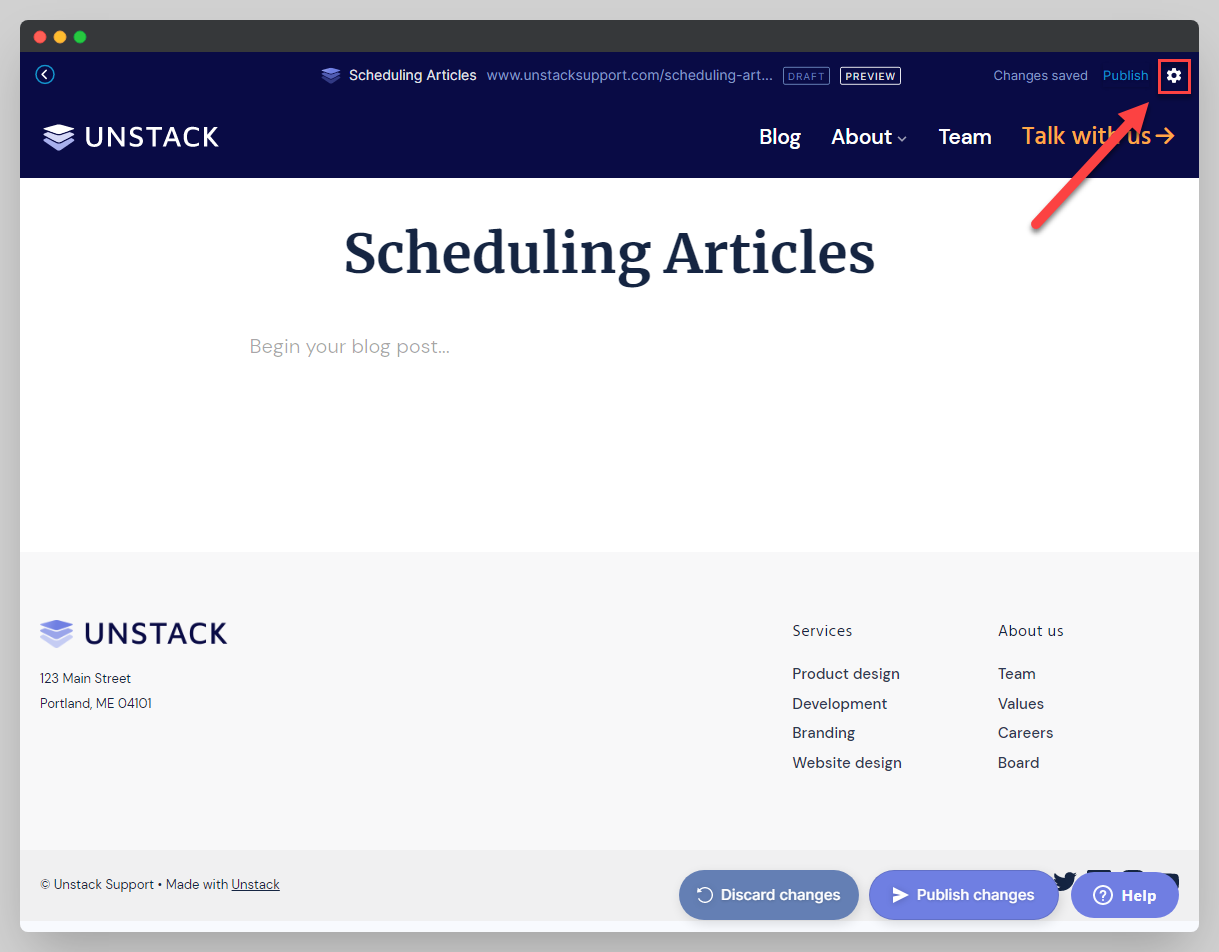 Scheduling Articles www.unstacksupport.com/scheduling-art... DRAFT PREVIEW Changes saved Publish
UNSTACK Blog About Team Talk with us
Scheduling Articles
Begin your blog post...
UNSTACK
123 Main Street
Portland, ME 04101
Services
Product design
Development
Branding
Website design
About us
Team
Values
Careers
Board
© Unstack Support • Made with Unstack
Discard changes Publish changes ? Help